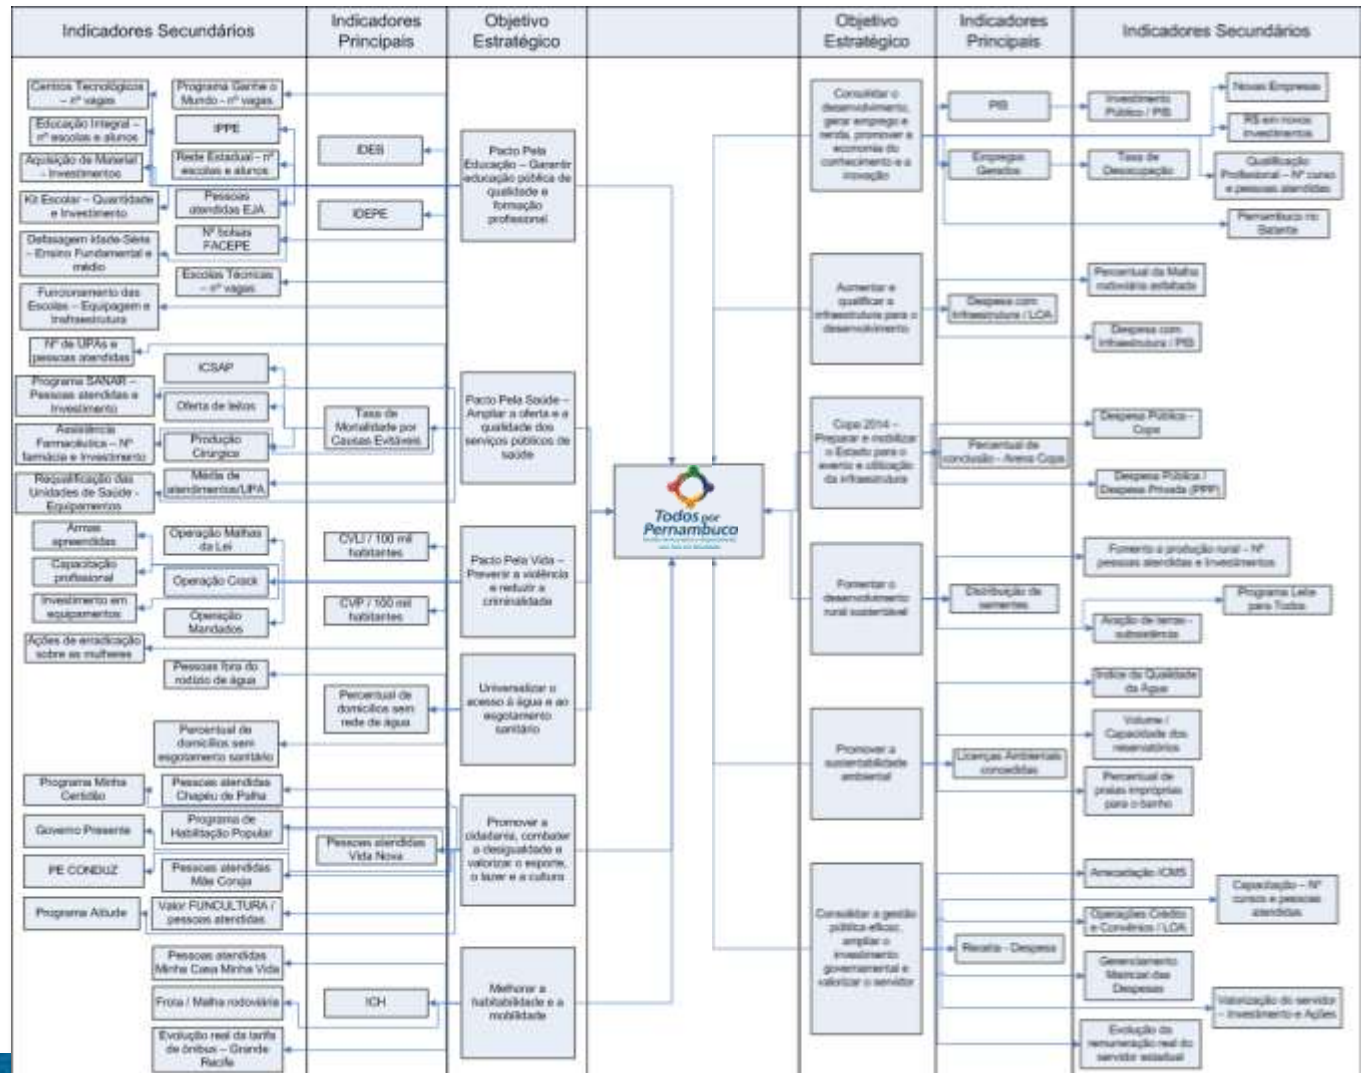 Indicadores Secundários
Indicadores
Principais
Objetivo
Estratégico
Objetivo
Estratégico
Indicadores
Principais
Indicadores Secundários
Centros Tecnológicos
– nº vagas
Programa Ganhe o
Mundo - nº vagas
Educação Integral –
nº escolas e alunos
IPPE
Aquisição de Material
- Investimentos
Rede Estadual – nº
escolas e alunos
Kit Escolar – Quantidade
e Investimento
Pessoas
atendidas EJA
Defasagem Idade-Série
– Ensino Fundamental e
médio
Nº bolsas
FACEPE
Escolas Técnicas
– nº vagas
Funcionamento das
Escolas – Equipagem e
IDEB
IDEPE
Pacto Pela
Educação – Garantir
educação pública de
qualidade e
formação
profissional
Nº de UPAs e
pessoas atendidas
ICSAP
Programa SANAR –
Pessoas atendidas e
Investimento
Oferta de leitos
Assistência
Farmacêutica – Nº
farmácia e Investimento
Produção
Cirúrgica
Requalificação das
Unidades de Saúde -
Equipamentos
Média de
atendimentos/UPA
Taxa de
Mortalidade por
Causas Evitáveis
Pacto Pela Saúde –
Ampliar a oferta e a
qualidade dos
serviços públicos de
saúde
Armas
apreendidas
Operação Malhas
da Lei
Capacitação
profissional
Operação Crack
Investimento em
equipamentos
Operação
Mandados
Ações de erradicação
sobre as mulheres
CVLI / 100 mil
habitantes
CVP / 100 mil
habitantes
Pacto Pela Vida –
Prevenir a violência
e reduzir a
criminalidade
Pessoas fora do
rodízio de água
Percentual de
domicílios sem
esgotamento sanitário
Percentual de
domicílios sem
rede de água
Universalizar o
acesso à água e ao
esgotamento
sanitário
Programa Minha
Certidão
Pessoas atendidas
Chapéu de Palha
Governo Presente
Programa de
Habilitação Popular
PE CONDUZ
Pessoas atendidas
Mãe Coruja
Programa Atitude
Valor FUNCULTURA /
pessoas atendidas
Pessoas atendidas
Vida Nova
Promover a
cidadania, combater
a desigualdade e
valorizar o esporte,
o lazer e a cultura
Pessoas atendidas
Minha Casa Minha Vida
Frota / Malha rodoviária
Evolução real da tarifa
de ônibus – Grande
Recife
ICH
Melhorar a
habitabilidade e a
mobilidade
Todos por
Pernambuco
Consolidar o
desenvolvimento,
gerar emprego e
renda, promover a
economia do
conhecimento e a
inovação
PIB
Investimento
Público / PIB
Novas Empresas
R$ em novos
investimentos
Empregos
Gerados
Taxa de
Desocupação
Qualificação
Profissional – Nº curso
e pessoas atendidas
Pernambuco no
Batente
Aumentar e
qualificar a
infraestrutura para o
desenvolvimento
Despesa com
Infraestrutura / LOA
Percentual da Malha
rodoviária asfaltada
Despesa com
Infraestrutura / PIB
Copa 2014 –
Preparar e mobilizar
o Estado para o
evento e utilização
da infraestrutura
Percentual de
conclusão - Arena Copa
Despesa Pública -
Copa
Despesa Pública /
Despesa Privada (PPP)
Fomentar o
desenvolvimento
rural sustentável
Distribuição de
sementes
Fomento a produção rural – Nº
pessoas atendidas e Investimentos
Programa Leite
para Todos
Aração de terras -
subsistência
Promover a
sustentabilidade
ambiental
Licenças Ambientais
concedidas
Índice da Qualidade
da Água
Volume /
Capacidade dos
reservatórios
Percentual de
praias impróprias
para o banho
Consolidar a gestão
pública eficaz,
ampliar o
investimento
governamental e
valorizar o servidor
Receita - Despesa
Arrecadação ICMS
Capacitação – Nº
cursos e pessoas
atendidas
Operações Crédito
e Convênios / LOA
Gerenciamento
Matricial das
Despesas
Valorização do servidor
– Investimento e Ações
Evolução da
remuneração real do
servidor estadual